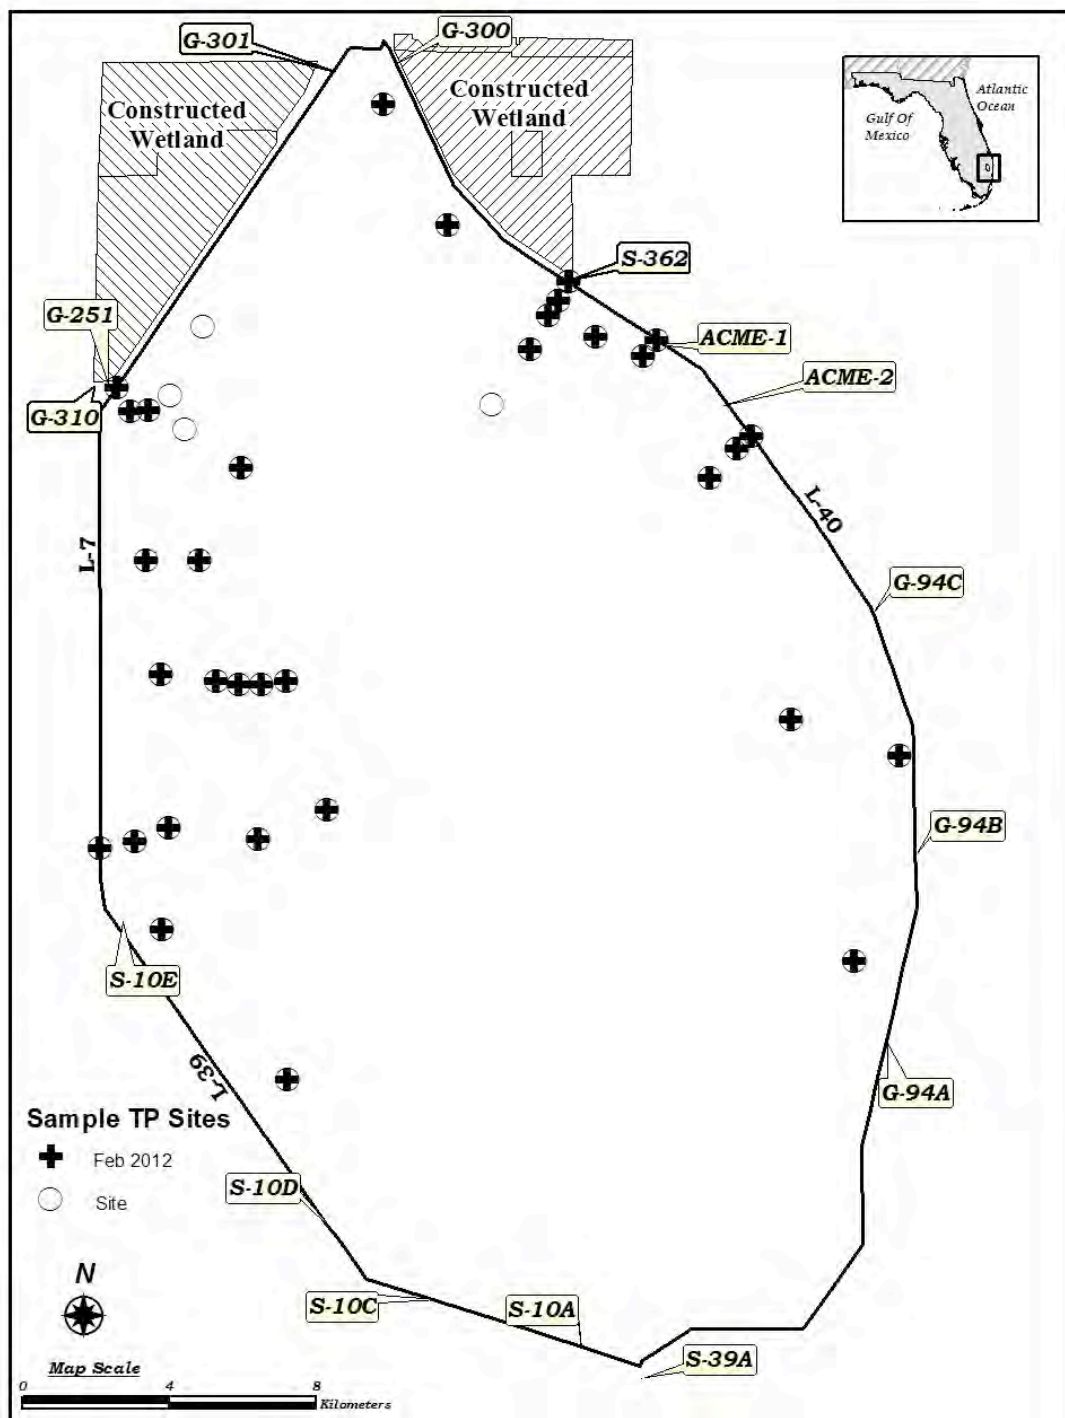 G-301
G-300
Constructed
Wetland
Constructed
Wetland
Atlantic
Ocean
Gulf Of
Mexico
S-362
G-251
ACME-1
ACME-2
G-310
L-40
L-7
G-94C
G-94B
S-10E
L-39
G-94A
Sample TP Sites
Feb 2012
Site
S-10D
N
S-10C
S-10A
S-39A
Map Scale
0 4 8
Kilometers